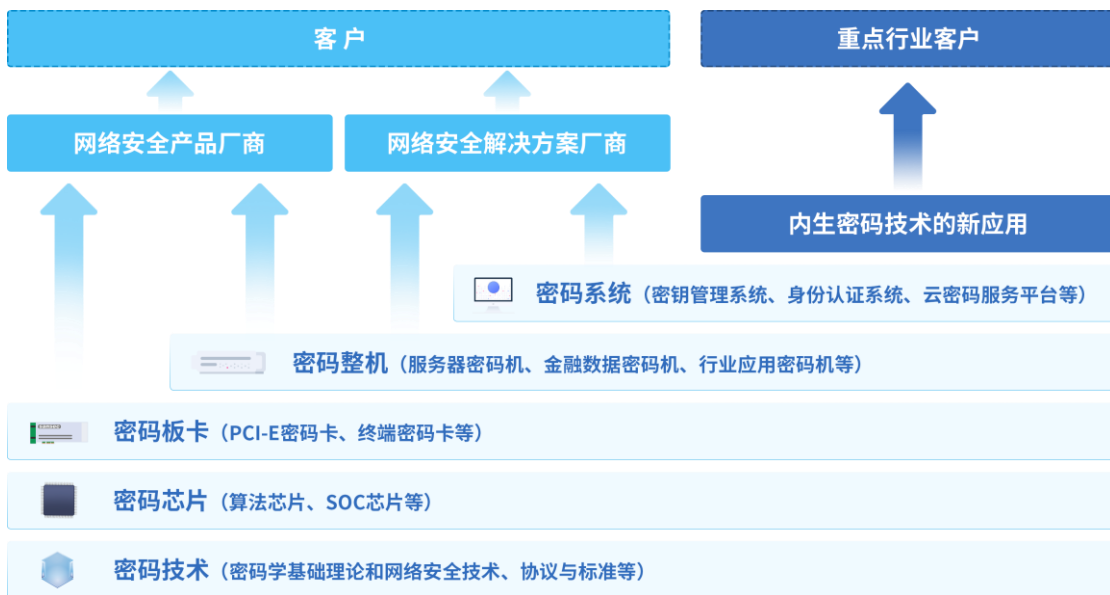 客 户
重点行业客户
网络安全产品厂商
网络安全解决方案厂商
内生密码技术的新应用
密码系统（密钥管理系统、身份认证系统、云密码服务平台等）
密码整机（服务器密码机、金融数据密码机、行业应用密码机等）
密码板卡（PCI-E密码卡、终端密码卡等）
密码芯片（算法芯片、SOC芯片等）
密码技术（密码学基础理论和网络安全技术、协议与标准等）